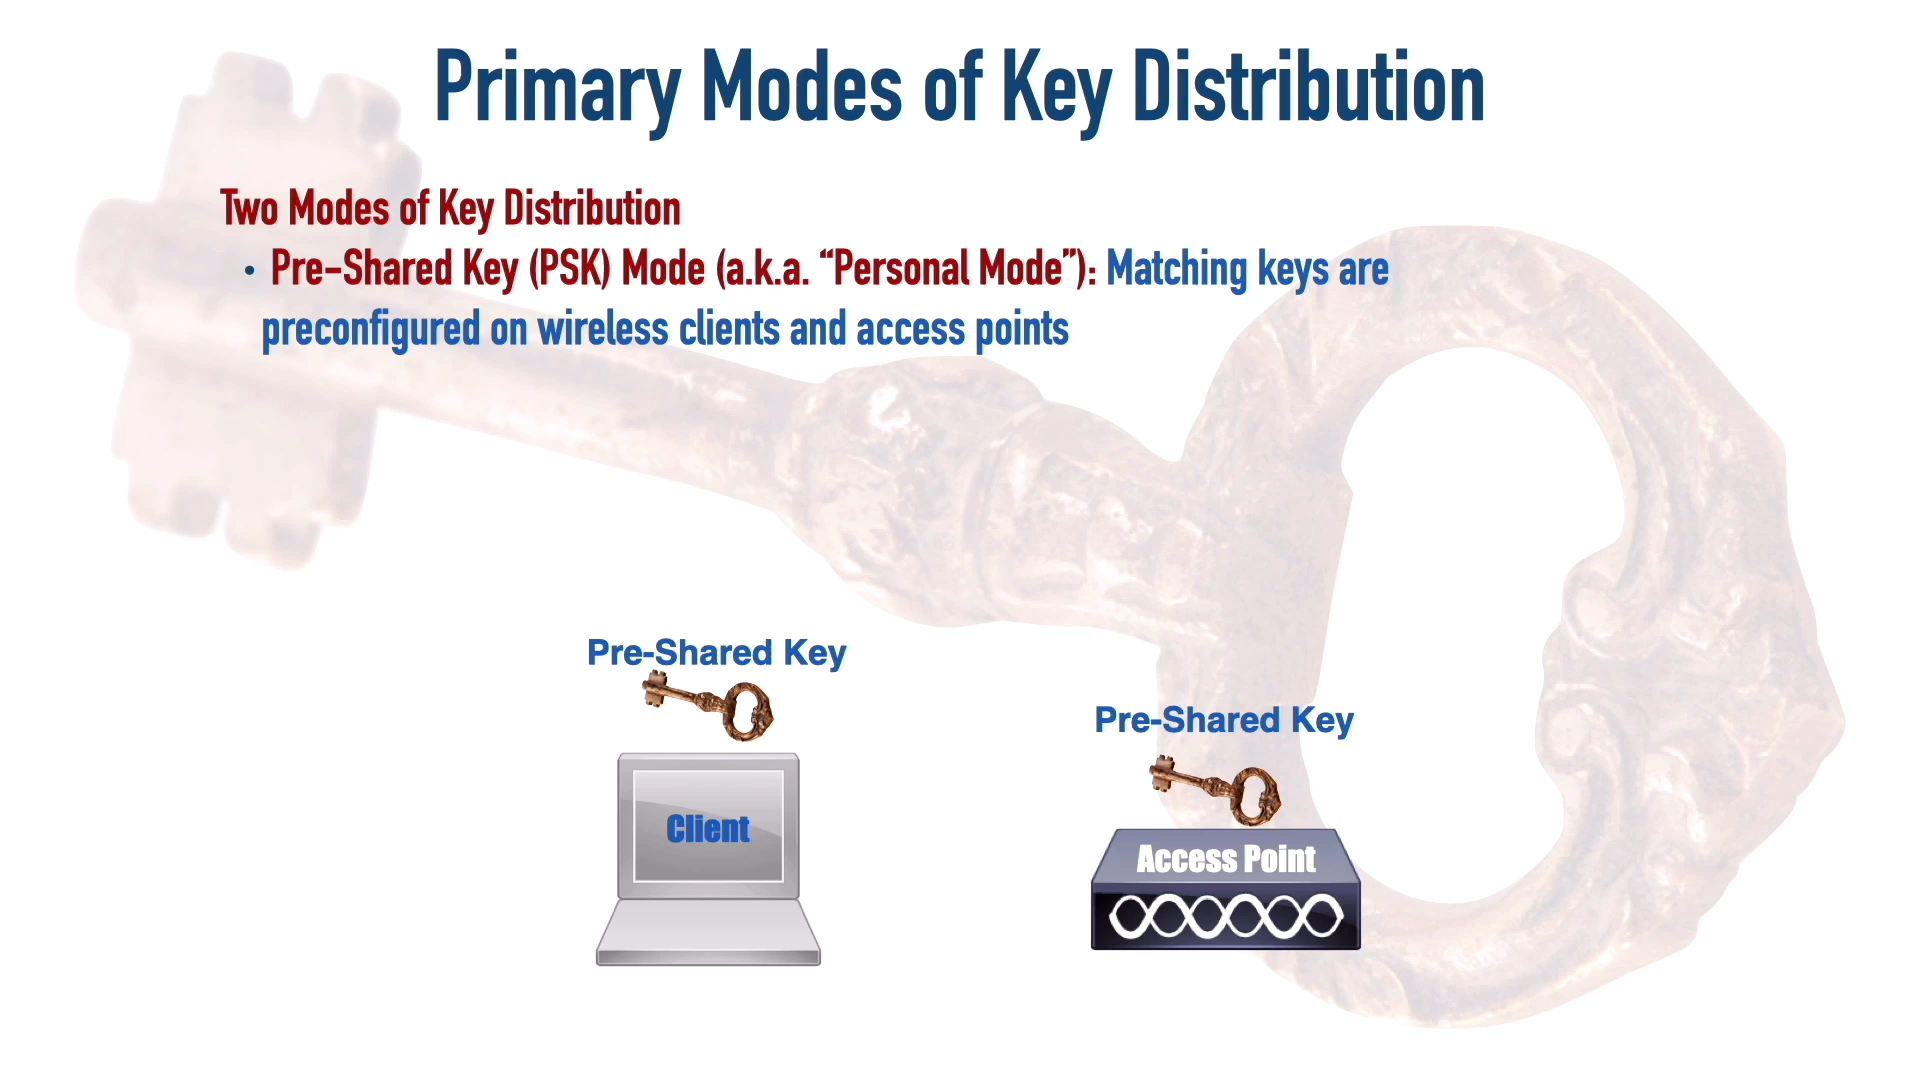 Primary Modes of Key Distribution
Two Modes of Key Distribution
• Pre-Shared Key (PSK) Mode (a.k.a. “Personal Mode”): Matching keys are
preconfigured on wireless clients and access points
Pre-Shared Key
Pre-Shared Key
Client
Access Point